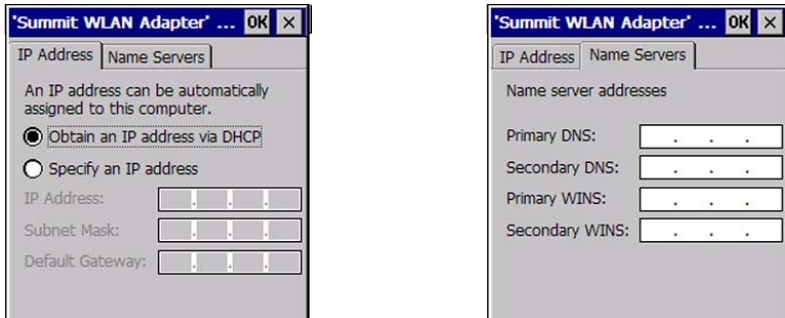 'Summit WLAN Adapter' ... OK ×
IP Address Name Servers
An IP address can be automatically
assigned to this computer.
Obtain an IP address via DHCP
Specify an IP address
IP Address: . . .
Subnet Mask: . . .
Default Gateway: . . .
'Summit WLAN Adapter' ... OK ×
IP Address Name Servers
Name server addresses
Primary DNS: . . .
Secondary DNS: . . .
Primary WINS: . . .
Secondary WINS: . . .